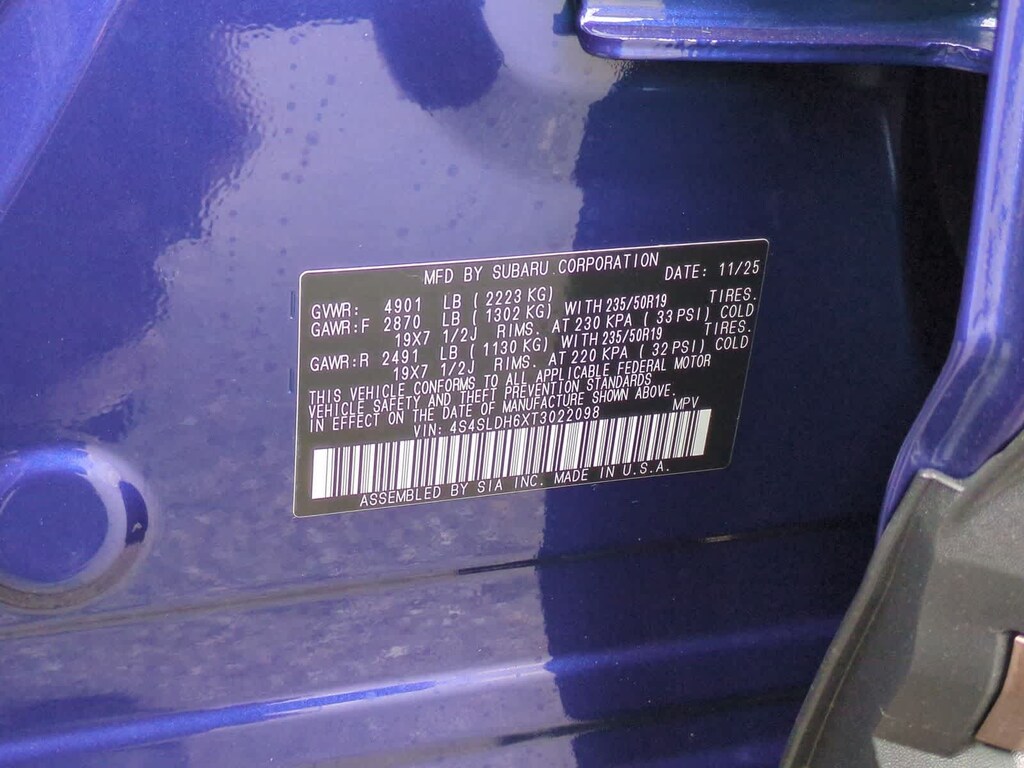 MFD BY SUBARU CORPORATION DATE: 11/25
GVWR: 4901 LB ( 2223 KG)
GAWR:F 2870 LB ( 1302 KG) WITH 235/50R19 TIRES.
19X7 1/2J RIMS. AT 230 KPA ( 33 PSI) COLD
GAWR:R 2491 LB ( 1130 KG) WITH 235/50R19 TIRES.
19X7 1/2J RIMS. AT 220 KPA ( 32 PSI) COLD
THIS VEHICLE CONFORMS TO ALL APPLICABLE FEDERAL MOTOR
VEHICLE SAFETY AND THEFT PREVENTION STANDARDS
IN EFFECT ON THE DATE OF MANUFACTURE SHOWN ABOVE.
VIN: 4S4SLDH6XT3022098 MPV
ASSEMBLED BY SIA INC. MADE IN U.S.A.